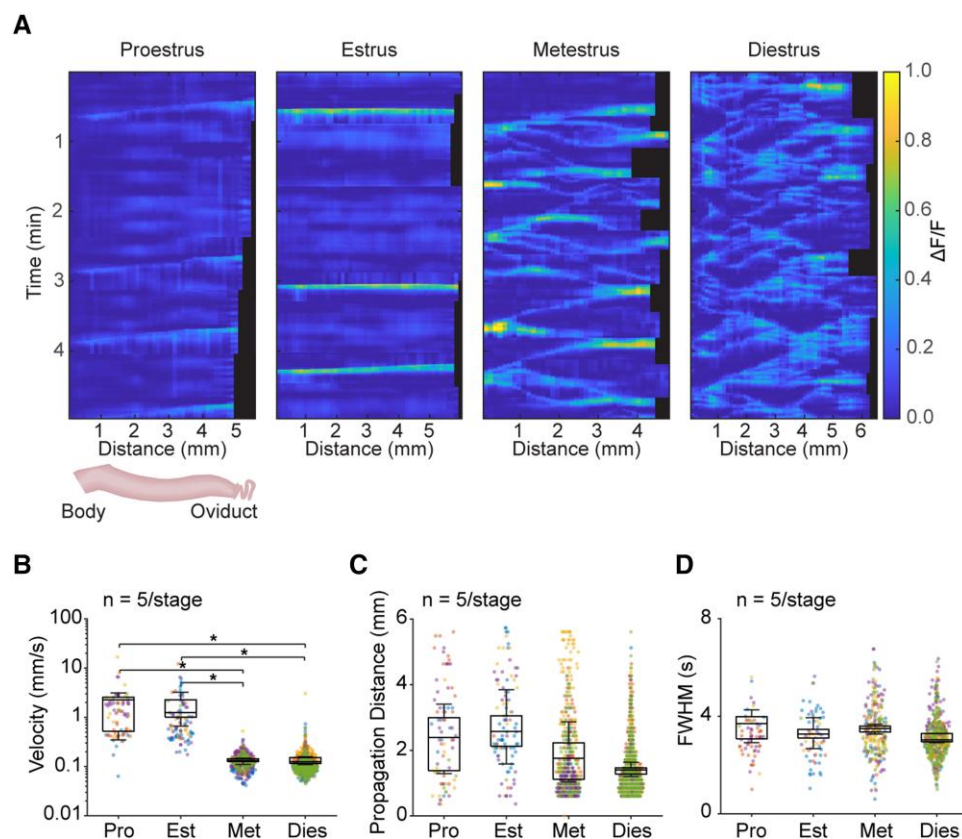 A
Proestrus Estrus Metestrus Diestrus
1.0
0.8
0.6
0.4
0.2
0.0
ΔF/F
Time (min)
1
2
3
4
1 2 3 4 5 1 2 3 4 5 1 2 3 4 1 2 3 4 5 6
Distance (mm) Distance (mm) Distance (mm) Distance (mm)
Body Oviduct
B
n = 5/stage
Velocity (mm/s)
100
10
1
0.1
0.01
* * * *
Pro Est Met Dies
C
n = 5/stage
Propagation Distance (mm)
6
4
2
0
Pro Est Met Dies
D
n = 5/stage
FWHM (s)
8
4
0
Pro Est Met Dies